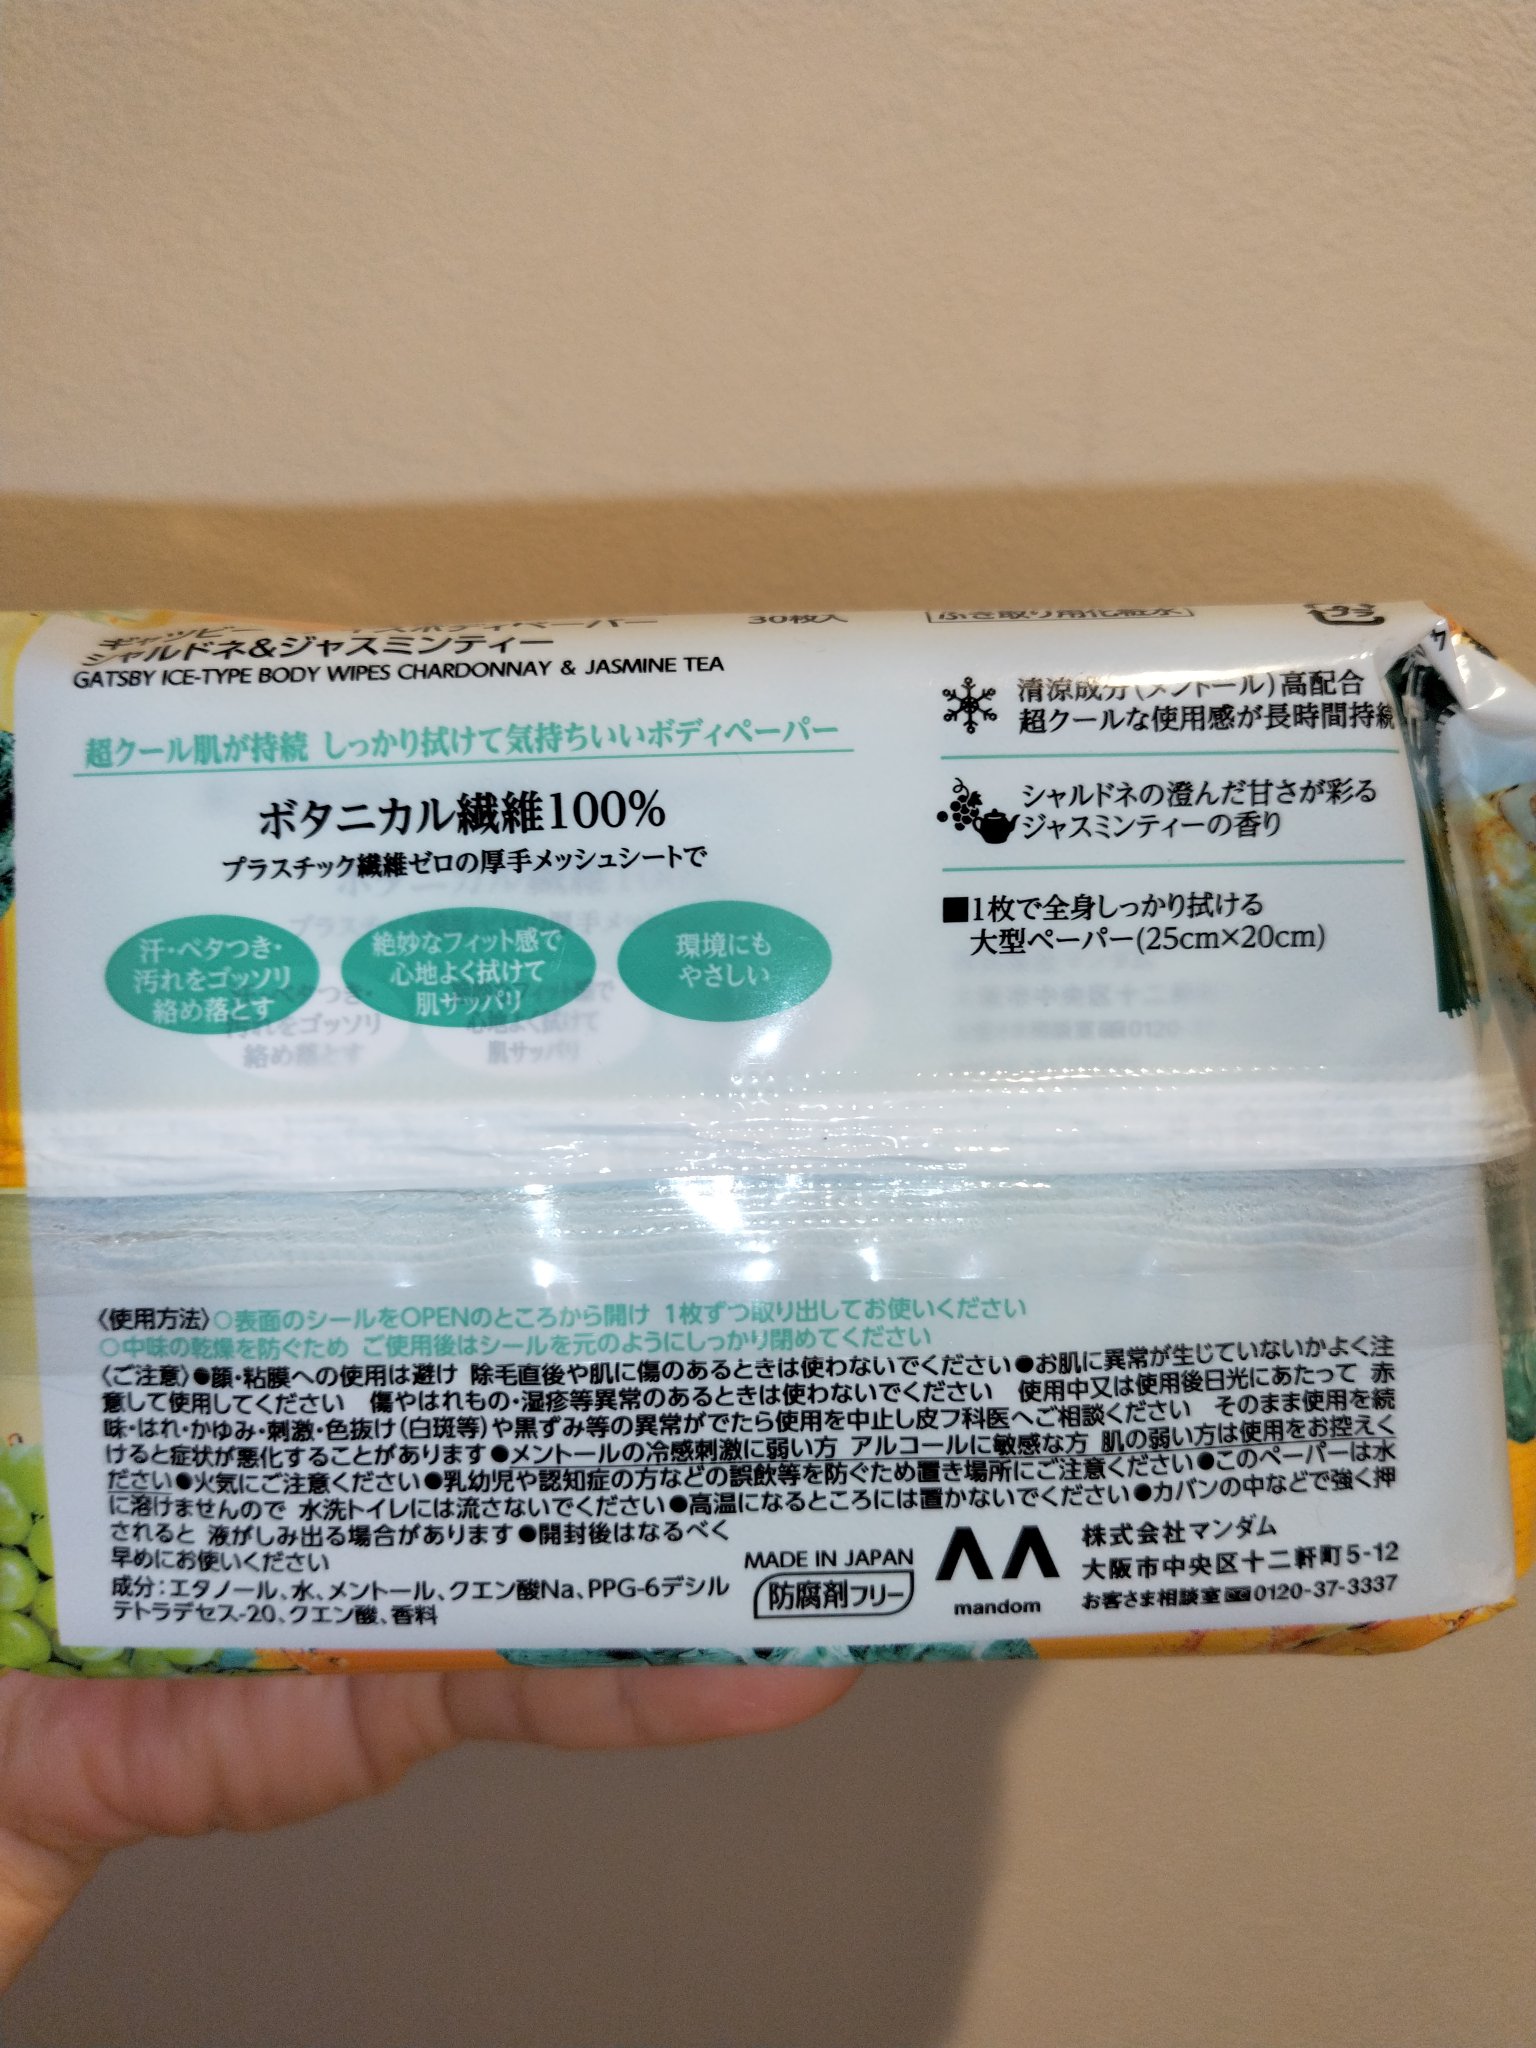 ギャッビー
30枚入
ふき取り用化粧水
シャルドネ&ジャスミンティー
GATSBY ICE-TYPE BODY WIPES CHARDONNAY & JASMINE TEA
超クール肌が持続 しっかり拭けて気持ちいいボディペーパー
ボタニカル繊維100%
プラスチック繊維ゼロの厚手メッシュシートで
汗・ベタつき・
汚れをゴッソリ
絡め落とす
絶妙なフィット感で
心地よく拭けて
肌サッパリ
環境にも
やさしい
清涼成分(メントール)高配合
超クールな使用感が長時間持続
シャルドネの澄んだ甘さが彩る
ジャスミンティーの香り
■1枚で全身しっかり拭ける
大型ペーパー(25cm×20cm)
〈使用方法〉○表面のシールをOPENのところから開け 1枚ずつ取り出してお使いください
○中味の乾燥を防ぐため ご使用後はシールを元のようにしっかり閉めてください
〈ご注意〉●顔・粘膜への使用は避け 除毛直後や肌に傷のあるときは使わないでください●お肌に異常が生じていないかよく注
意して使用してください 傷やはれもの・湿疹等異常のあるときは使わないでください 使用中又は使用後日光にあたって 赤
味・はれ・かゆみ・刺激・色抜け(白斑等)や黒ずみ等の異常がでたら使用を中止し皮フ科医へご相談ください そのまま使用を続
けると症状が悪化することがあります●メントールの冷感刺激に弱い方 アルコールに敏感な方 肌の弱い方は使用をお控えく
ださい●火気にご注意ください●乳幼児や認知症の方などの誤飲等を防ぐため置き場所にご注意ください●このペーパーは水
に溶けませんので 水洗トイレには流さないでください●高温になるところには置かないでください●カバンの中などで強く押
されると 液がしみ出る場合があります●開封後はなるべく
早めにお使いください
成分:エタノール、水、メントール、クエン酸Na、PPG-6デシル
テトラデセス-20、クエン酸、香料
MADE IN JAPAN
防腐剤フリー
mandom
株式会社マンダム
大阪市中央区十二軒町5-12
お客さま相談室 0120-37-3337